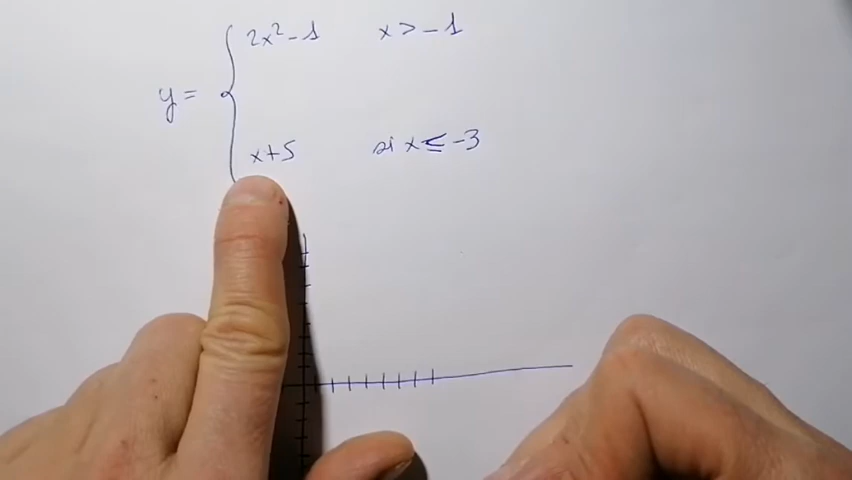 2x² - 1 x > -1
y = {
x + 5 si x ≤ -3